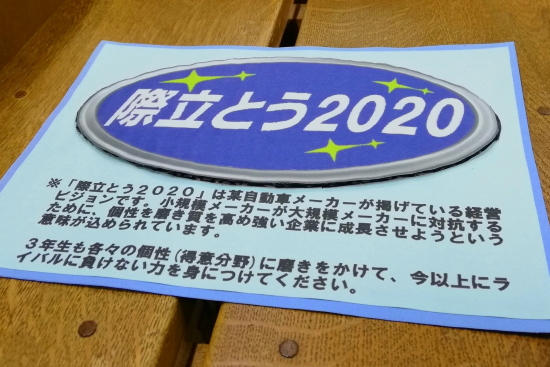 際立とう2020
※「際立とう２０２０」は某自動車メーカーが掲げている経営
ビジョンです。小規模メーカーが大規模メーカーに対抗する
ために、個性を磨き質を高め強い企業に成長させようという
意味が込められています。
３年生も各々の個性(得意分野)に磨きをかけて、今以上にラ
イバルに負けない力を身につけてください。